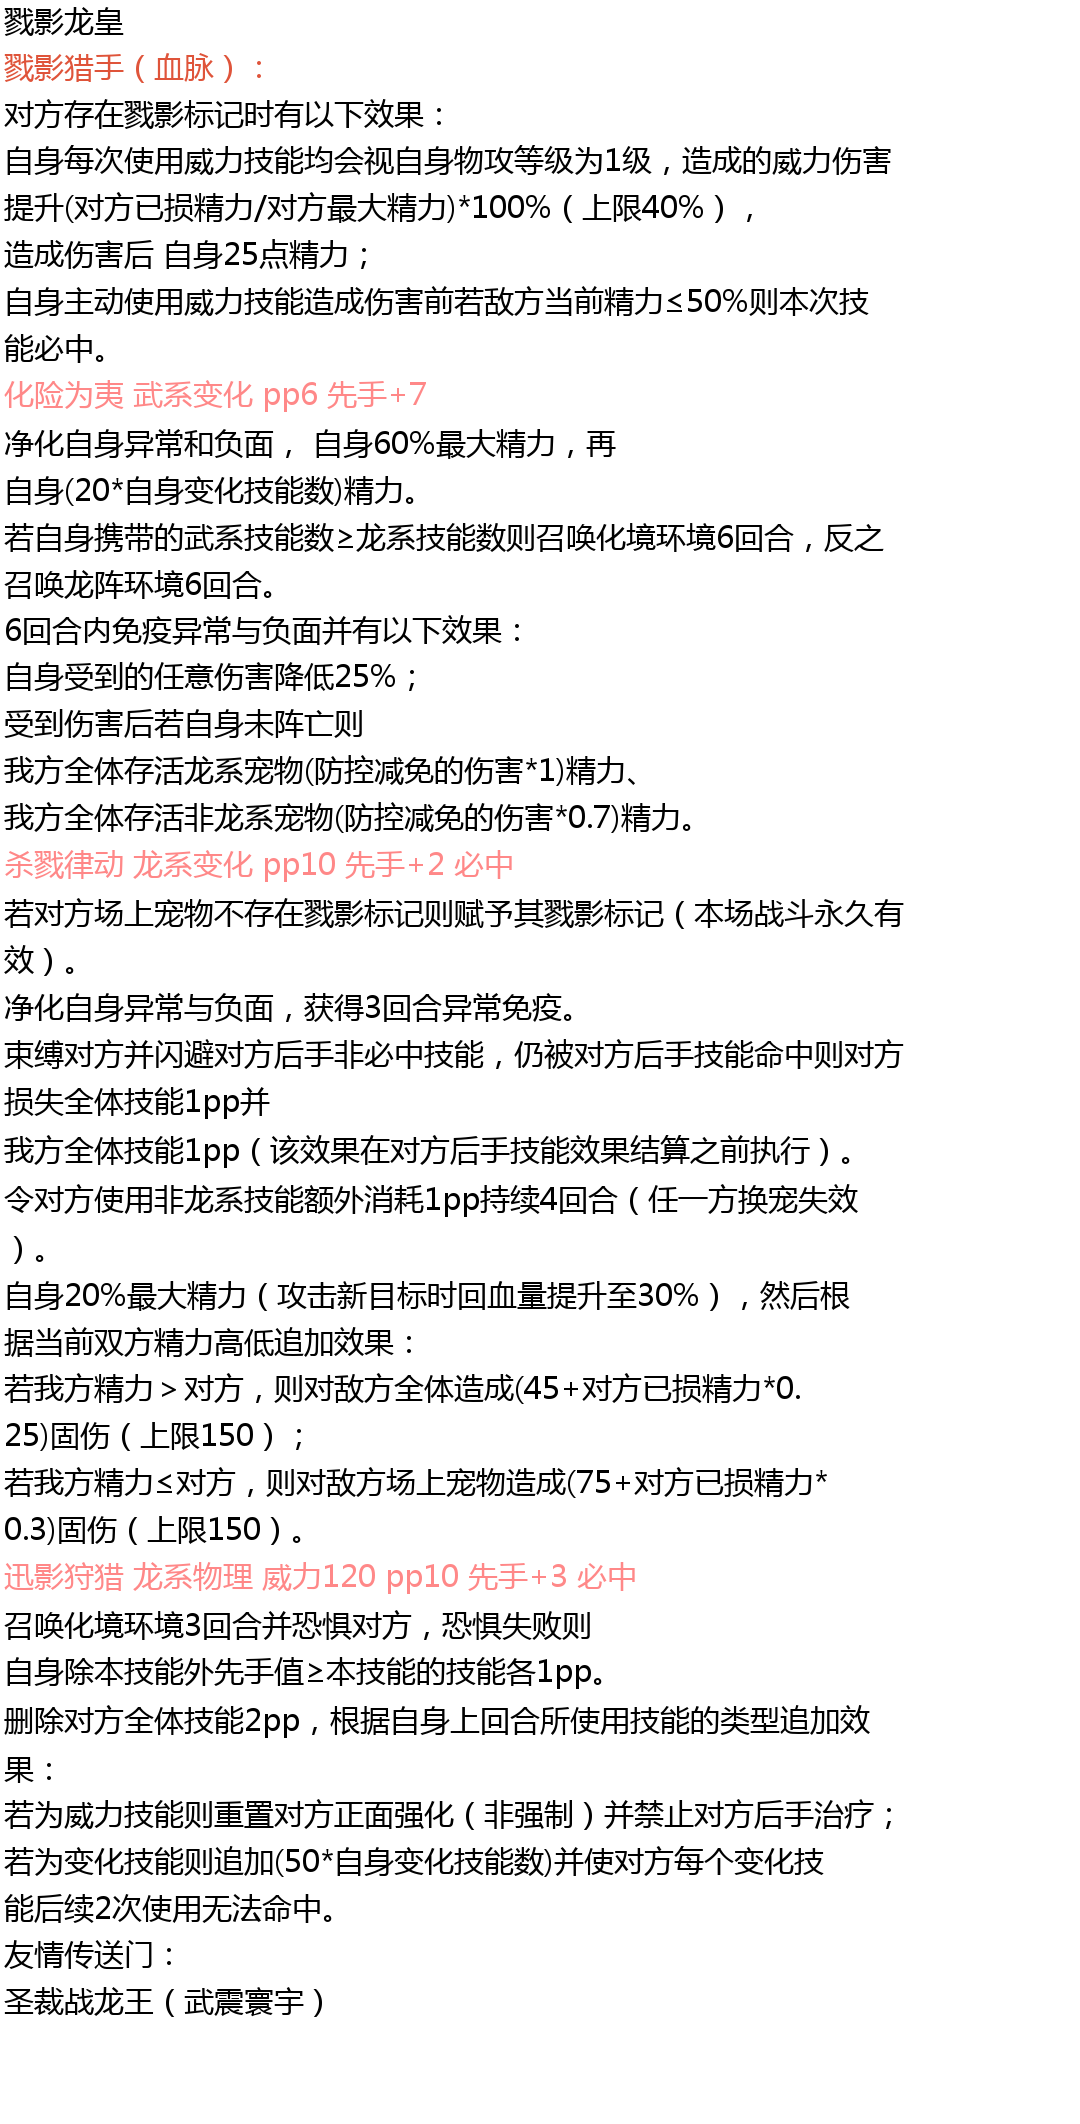 戮影龙皇
戮影猎手（血脉）：
对方存在戮影标记时有以下效果：
自身每次使用威力技能均会视自身物攻等级为1级，造成的威力伤害
提升(对方已损精力/对方最大精力)*100%（上限40%），
造成伤害后 自身25点精力；
自身主动使用威力技能造成伤害前若敌方当前精力≤50%则本次技
能必中。
化险为夷 武系变化 pp6 先手+7
净化自身异常和负面， 自身60%最大精力，再
自身(20*自身变化技能数)精力。
若自身携带的武系技能数≥龙系技能数则召唤化境环境6回合，反之
召唤龙阵环境6回合。
6回合内免疫异常与负面并有以下效果：
自身受到的任意伤害降低25%；
受到伤害后若自身未阵亡则
我方全体存活龙系宠物(防控减免的伤害*1)精力、
我方全体存活非龙系宠物(防控减免的伤害*0.7)精力。
杀戮律动 龙系变化 pp10 先手+2 必中
若对方场上宠物不存在戮影标记则赋予其戮影标记（本场战斗永久有
效）。
净化自身异常与负面，获得3回合异常免疫。
束缚对方并闪避对方后手非必中技能，仍被对方后手技能命中则对方
损失全体技能1pp并
我方全体技能1pp（该效果在对方后手技能效果结算之前执行）。
令对方使用非龙系技能额外消耗1pp持续4回合（任一方换宠失效
）。
自身20%最大精力（攻击新目标时回血量提升至30%），然后根
据当前双方精力高低追加效果：
若我方精力＞对方，则对敌方全体造成(45+对方已损精力*0.
25)固伤（上限150）；
若我方精力≤对方，则对敌方场上宠物造成(75+对方已损精力*
0.3)固伤（上限150）。
迅影狩猎 龙系物理 威力120 pp10 先手+3 必中
召唤化境环境3回合并恐惧对方，恐惧失败则
自身除本技能外先手值≥本技能的技能各1pp。
删除对方全体技能2pp，根据自身上回合所使用技能的类型追加效
果：
若为威力技能则重置对方正面强化（非强制）并禁止对方后手治疗；
若为变化技能则追加(50*自身变化技能数)并使对方每个变化技
能后续2次使用无法命中。
友情传送门：
圣裁战龙王（武震寰宇）